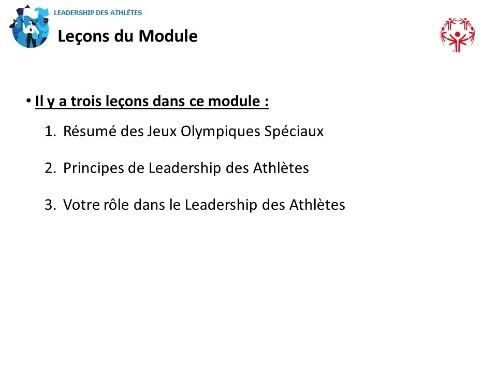 LEADERSHIP DES ATHLÈTES
Leçons du Module
• Il y a trois leçons dans ce module :
1. Résumé des Jeux Olympiques Spéciaux
2. Principes de Leadership des Athlètes
3. Votre rôle dans le Leadership des Athlètes